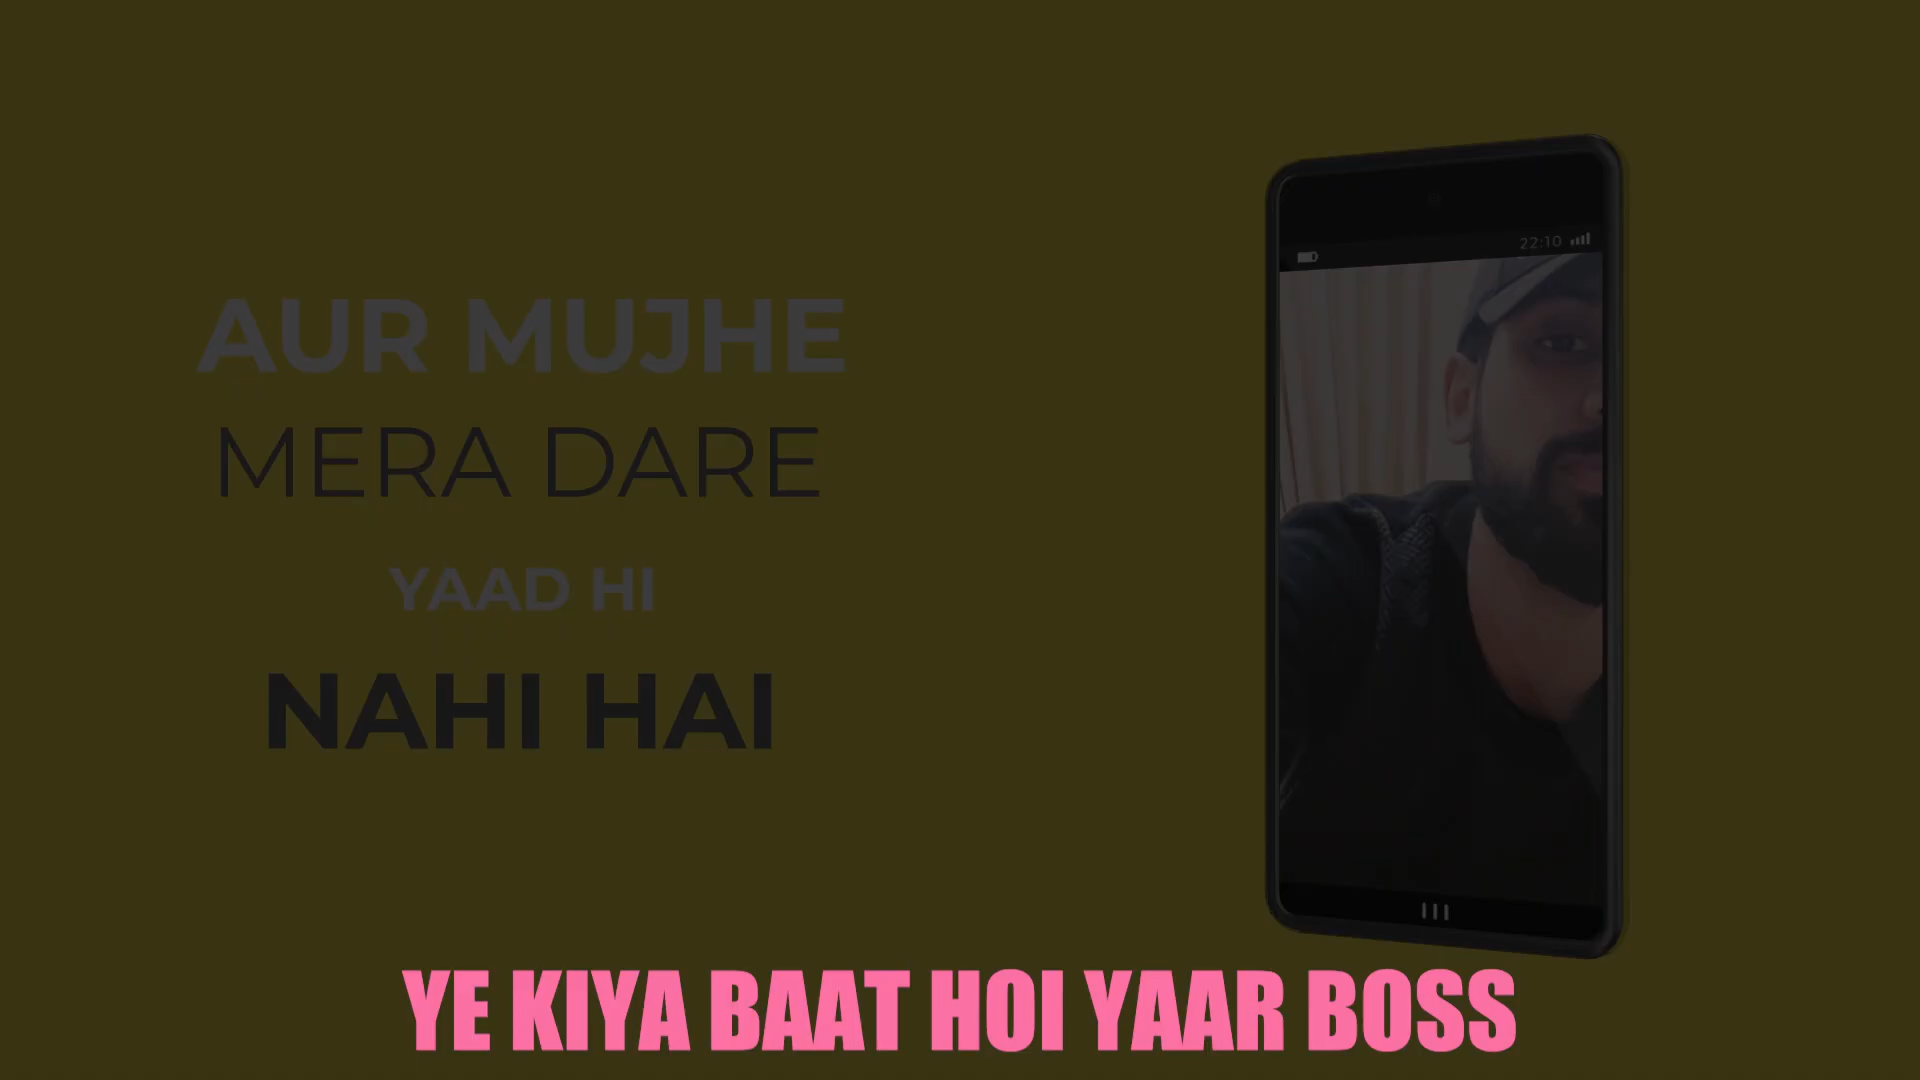 22:10
AUR MUJHE
MERA DARE
YAAD HI
NAHI HAI
YE KIYA BAAT HOI YAAR BOSS